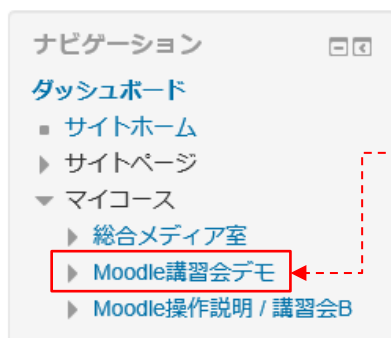 ナビゲーション
ダッシュボード
サイトホーム
サイトページ
マイコース
総合メディア室
Moodle講習会デモ
Moodle操作説明 / 講習会B